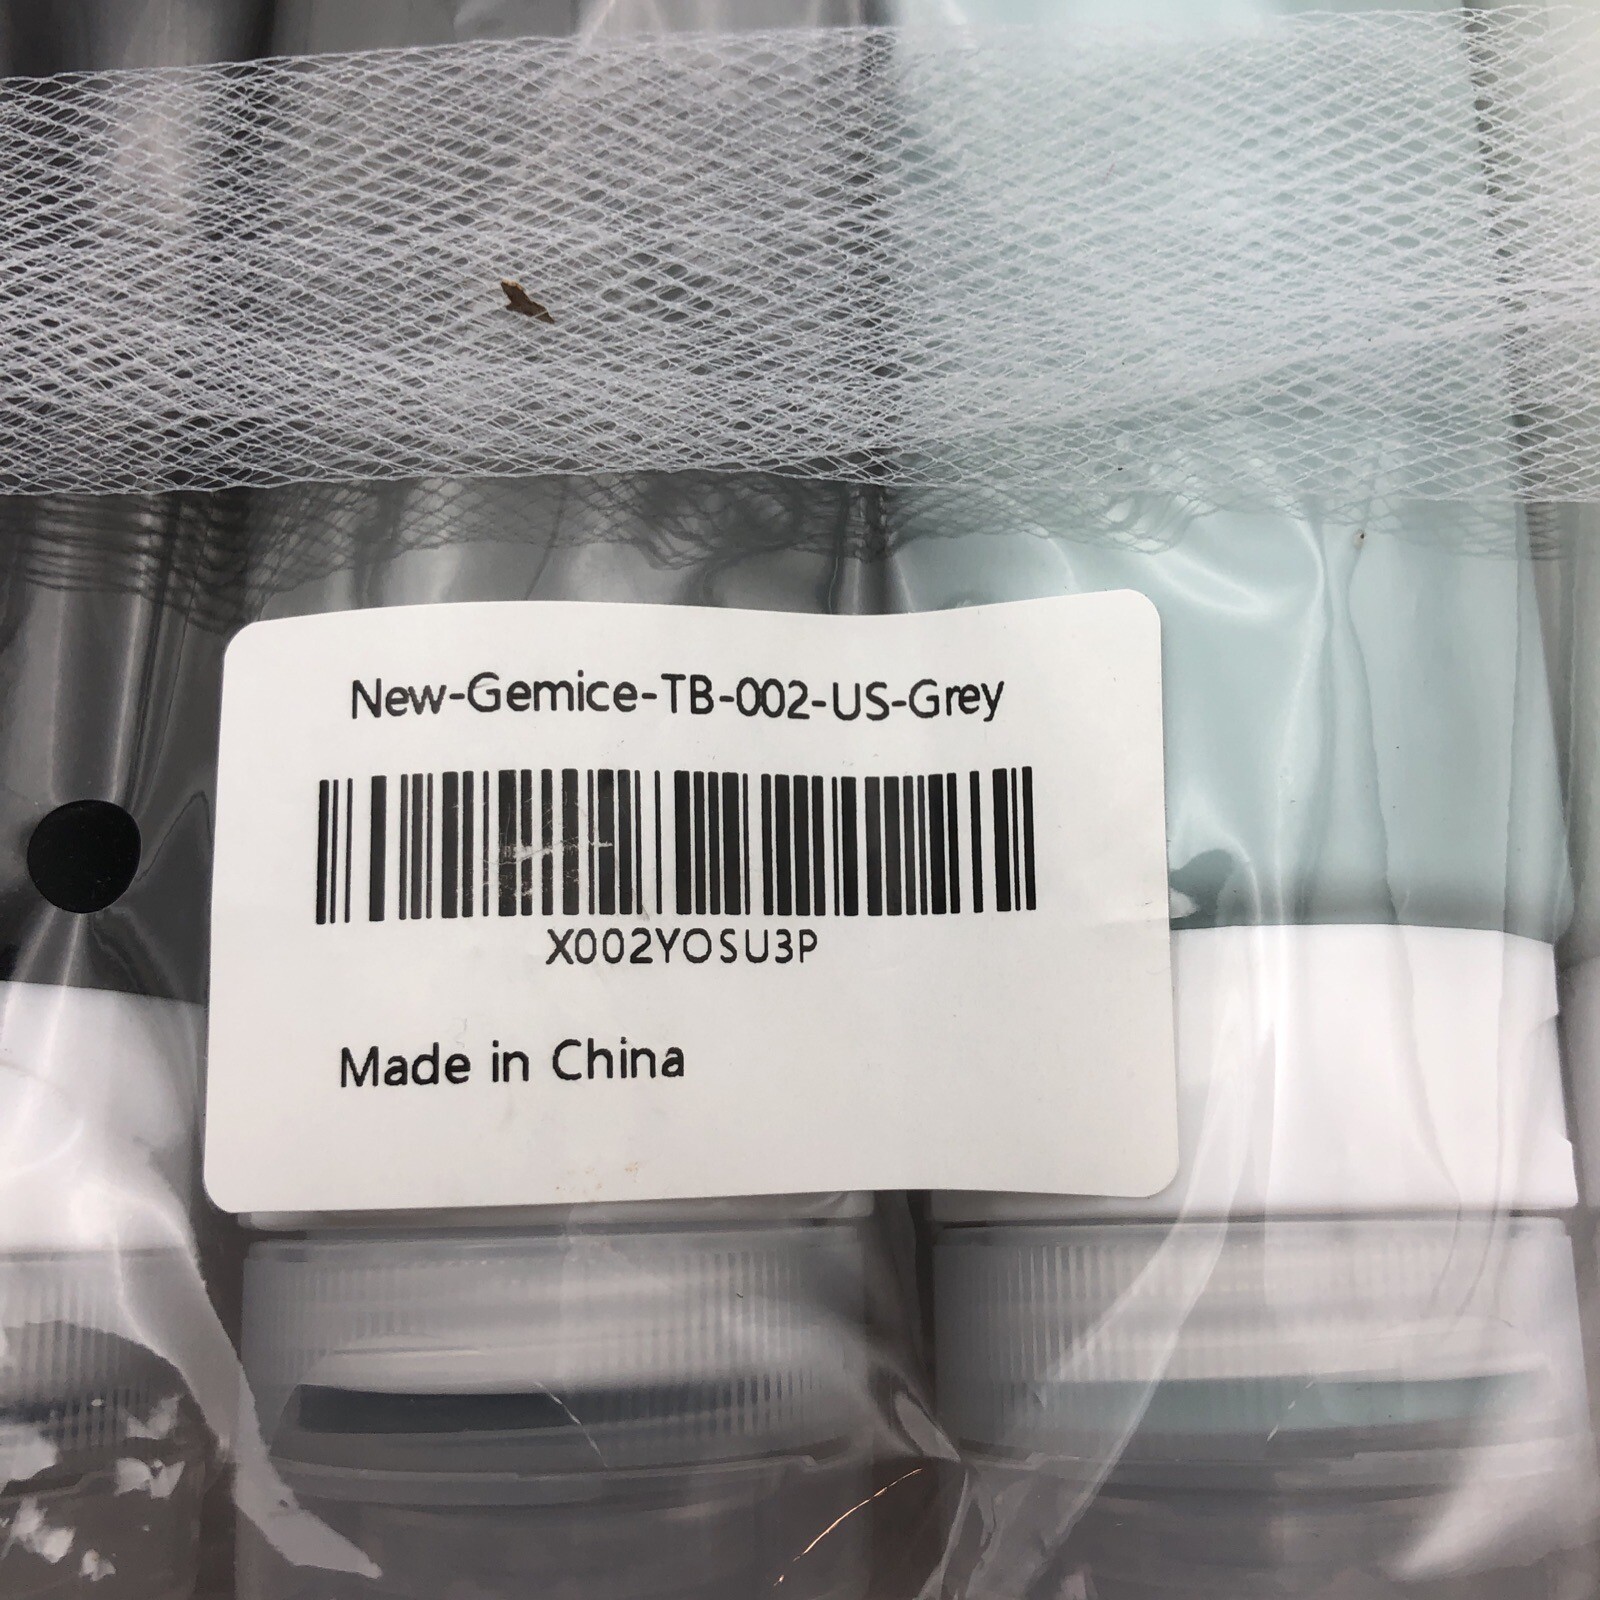 New-Gemice-TB-002-US-Grey
X002YOSU3P
Made in China